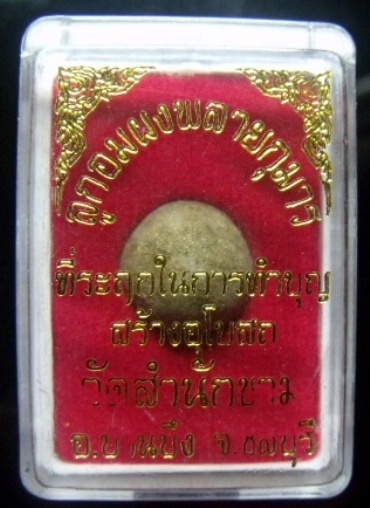 ลูกอมผงพลายกุมาร
ที่ระฤกในการทำบุญ
สร้างอุโบสถ
วัดสำนักขาม
อ.บ้านบึง จ.ชลบุรี